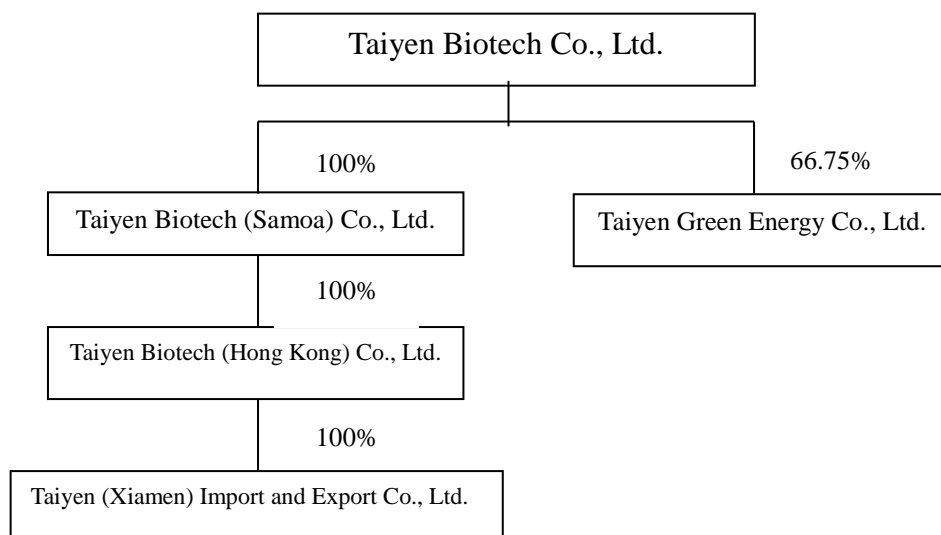 Taiyen Biotech Co., Ltd.
100%
66.75%
Taiyen Biotech (Samoa) Co., Ltd.
Taiyen Green Energy Co., Ltd.
100%
Taiyen Biotech (Hong Kong) Co., Ltd.
100%
Taiyen (Xiamen) Import and Export Co., Ltd.